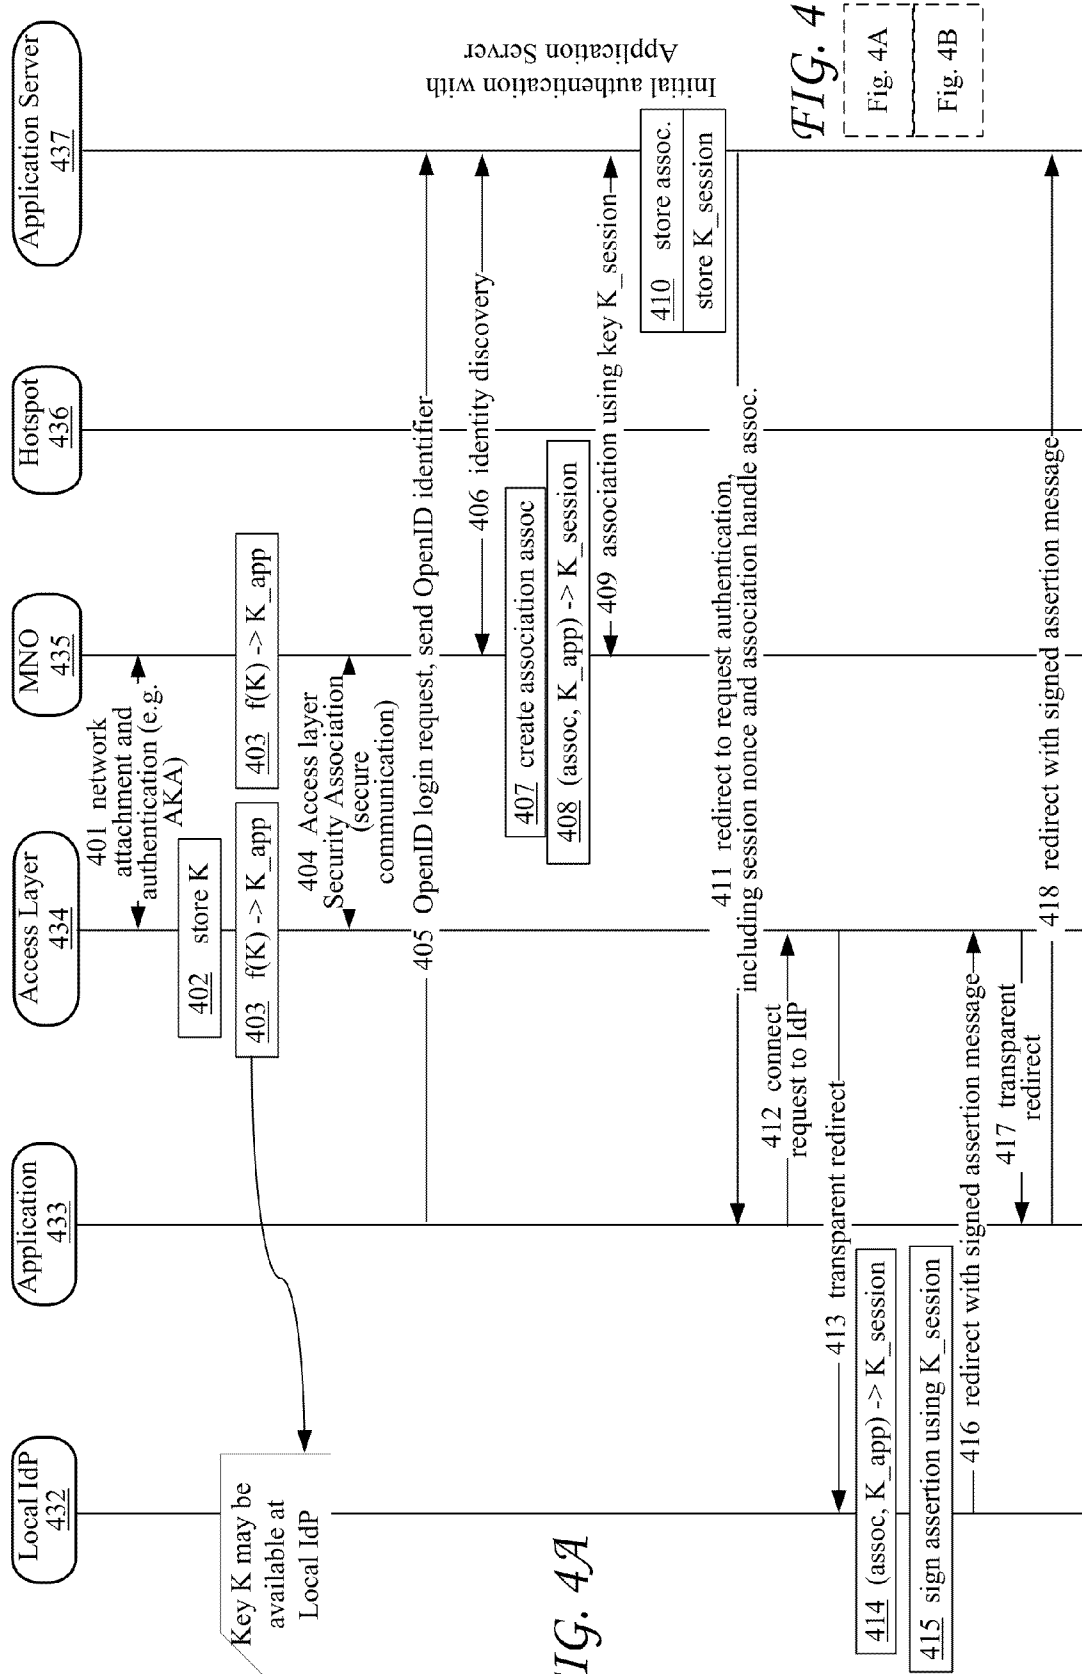 Local IdP
432
Application
433
Access Layer
434
MNO
435
Hotspot
436
Application Server
437
401 network
attachment and
authentication (e.g.
AKA)
402 store K
403 f(K) -> K_app
403 f(K) -> K_app
Key K may be
available at
Local IdP
404 Access layer
Security Association
(secure
communication)
405 OpenID login request, send OpenID identifier
406 identity discovery
407 create association assoc
408 (assoc, K_app) -> K_session
409 association using key K_session
410 store assoc.
store K_session
Initial authentication with
Application Server
411 redirect to request authentication,
including session nonce and association handle assoc.
412 connect
request to IdP
413 transparent redirect
414 (assoc, K_app) -> K_session
415 sign assertion using K_session
416 redirect with signed assertion message
417 transparent
redirect
418 redirect with signed assertion message
FIG. 4A
FIG. 4
Fig. 4A
Fig. 4B